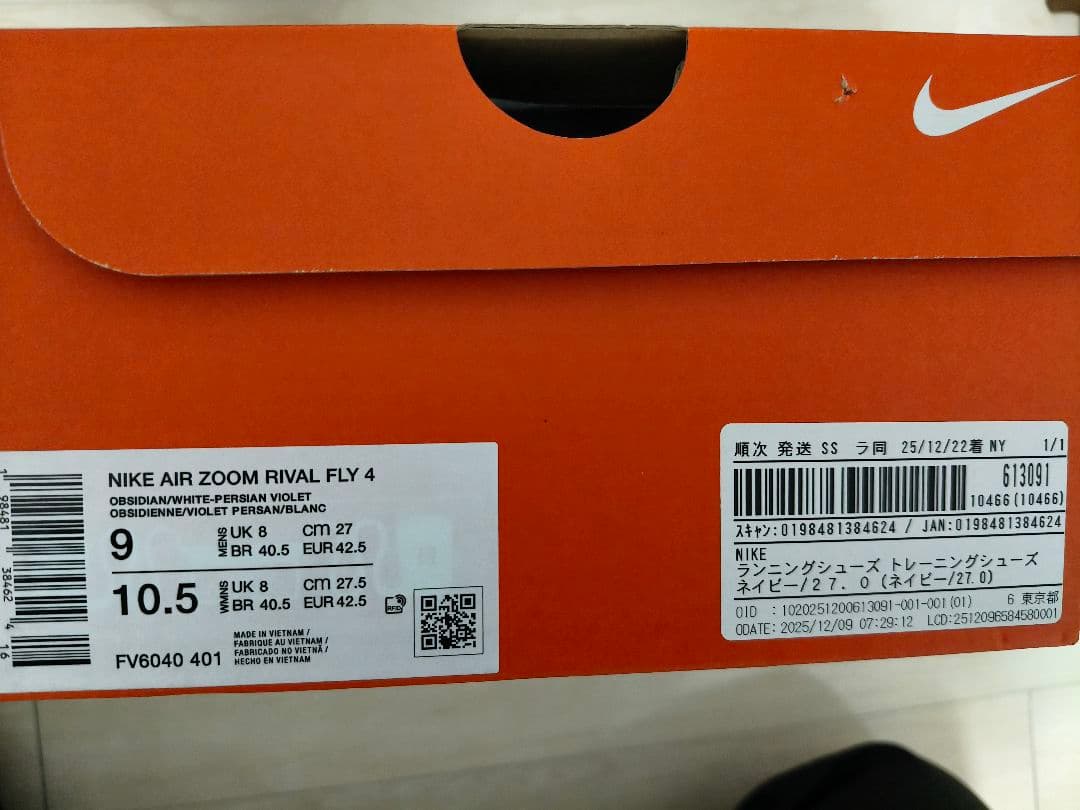 NIKE AIR ZOOM RIVAL FLY 4
OBSIDIAN/WHITE-PERSIAN VIOLET
OBSIDIENNE/VIOLET PERSAN/BLANC
9 MENS UK 8 cm 27
BR 40.5 EUR 42.5
10.5 WMNS UK 8 cm 27.5
BR 40.5 EUR 42.5
RFID
MADE IN VIETNAM /
FABRIQUE AU VIETNAM /
FABRICADO NO VIETNÃ /
HECHO EN VIETNAM
FV6040 401
1 98481 38462 4 16
順次 発送 SS ラ同 25/12/22着 NY 1/1
613091
10466(10466)
スキャン:0198481384624 / JAN:0198481384624
NIKE
ランニングシューズ トレーニングシューズ
ネイビー/27.0(ネイビー/27.0)
OID :1020251200613091-001-001(01) 6 東京都
ODATE: 2025/12/09 07:29:12 LCD:2512096584580001